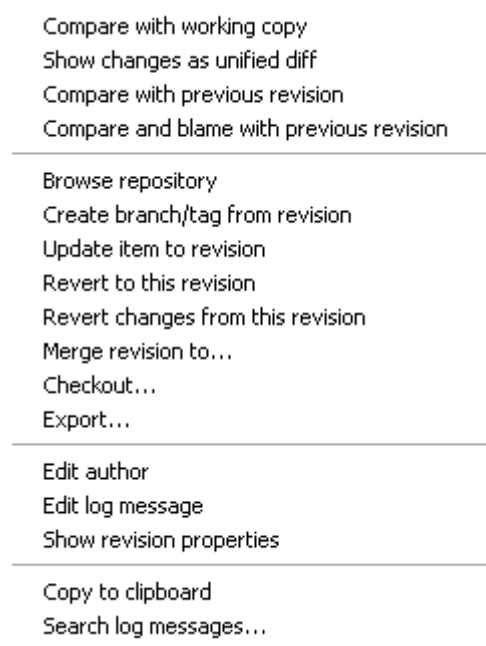 Compare with working copy
Show changes as unified diff
Compare with previous revision
Compare and blame with previous revision
Browse repository
Create branch/tag from revision
Update item to revision
Revert to this revision
Revert changes from this revision
Merge revision to...
Checkout...
Export...
Edit author
Edit log message
Show revision properties
Copy to clipboard
Search log messages...